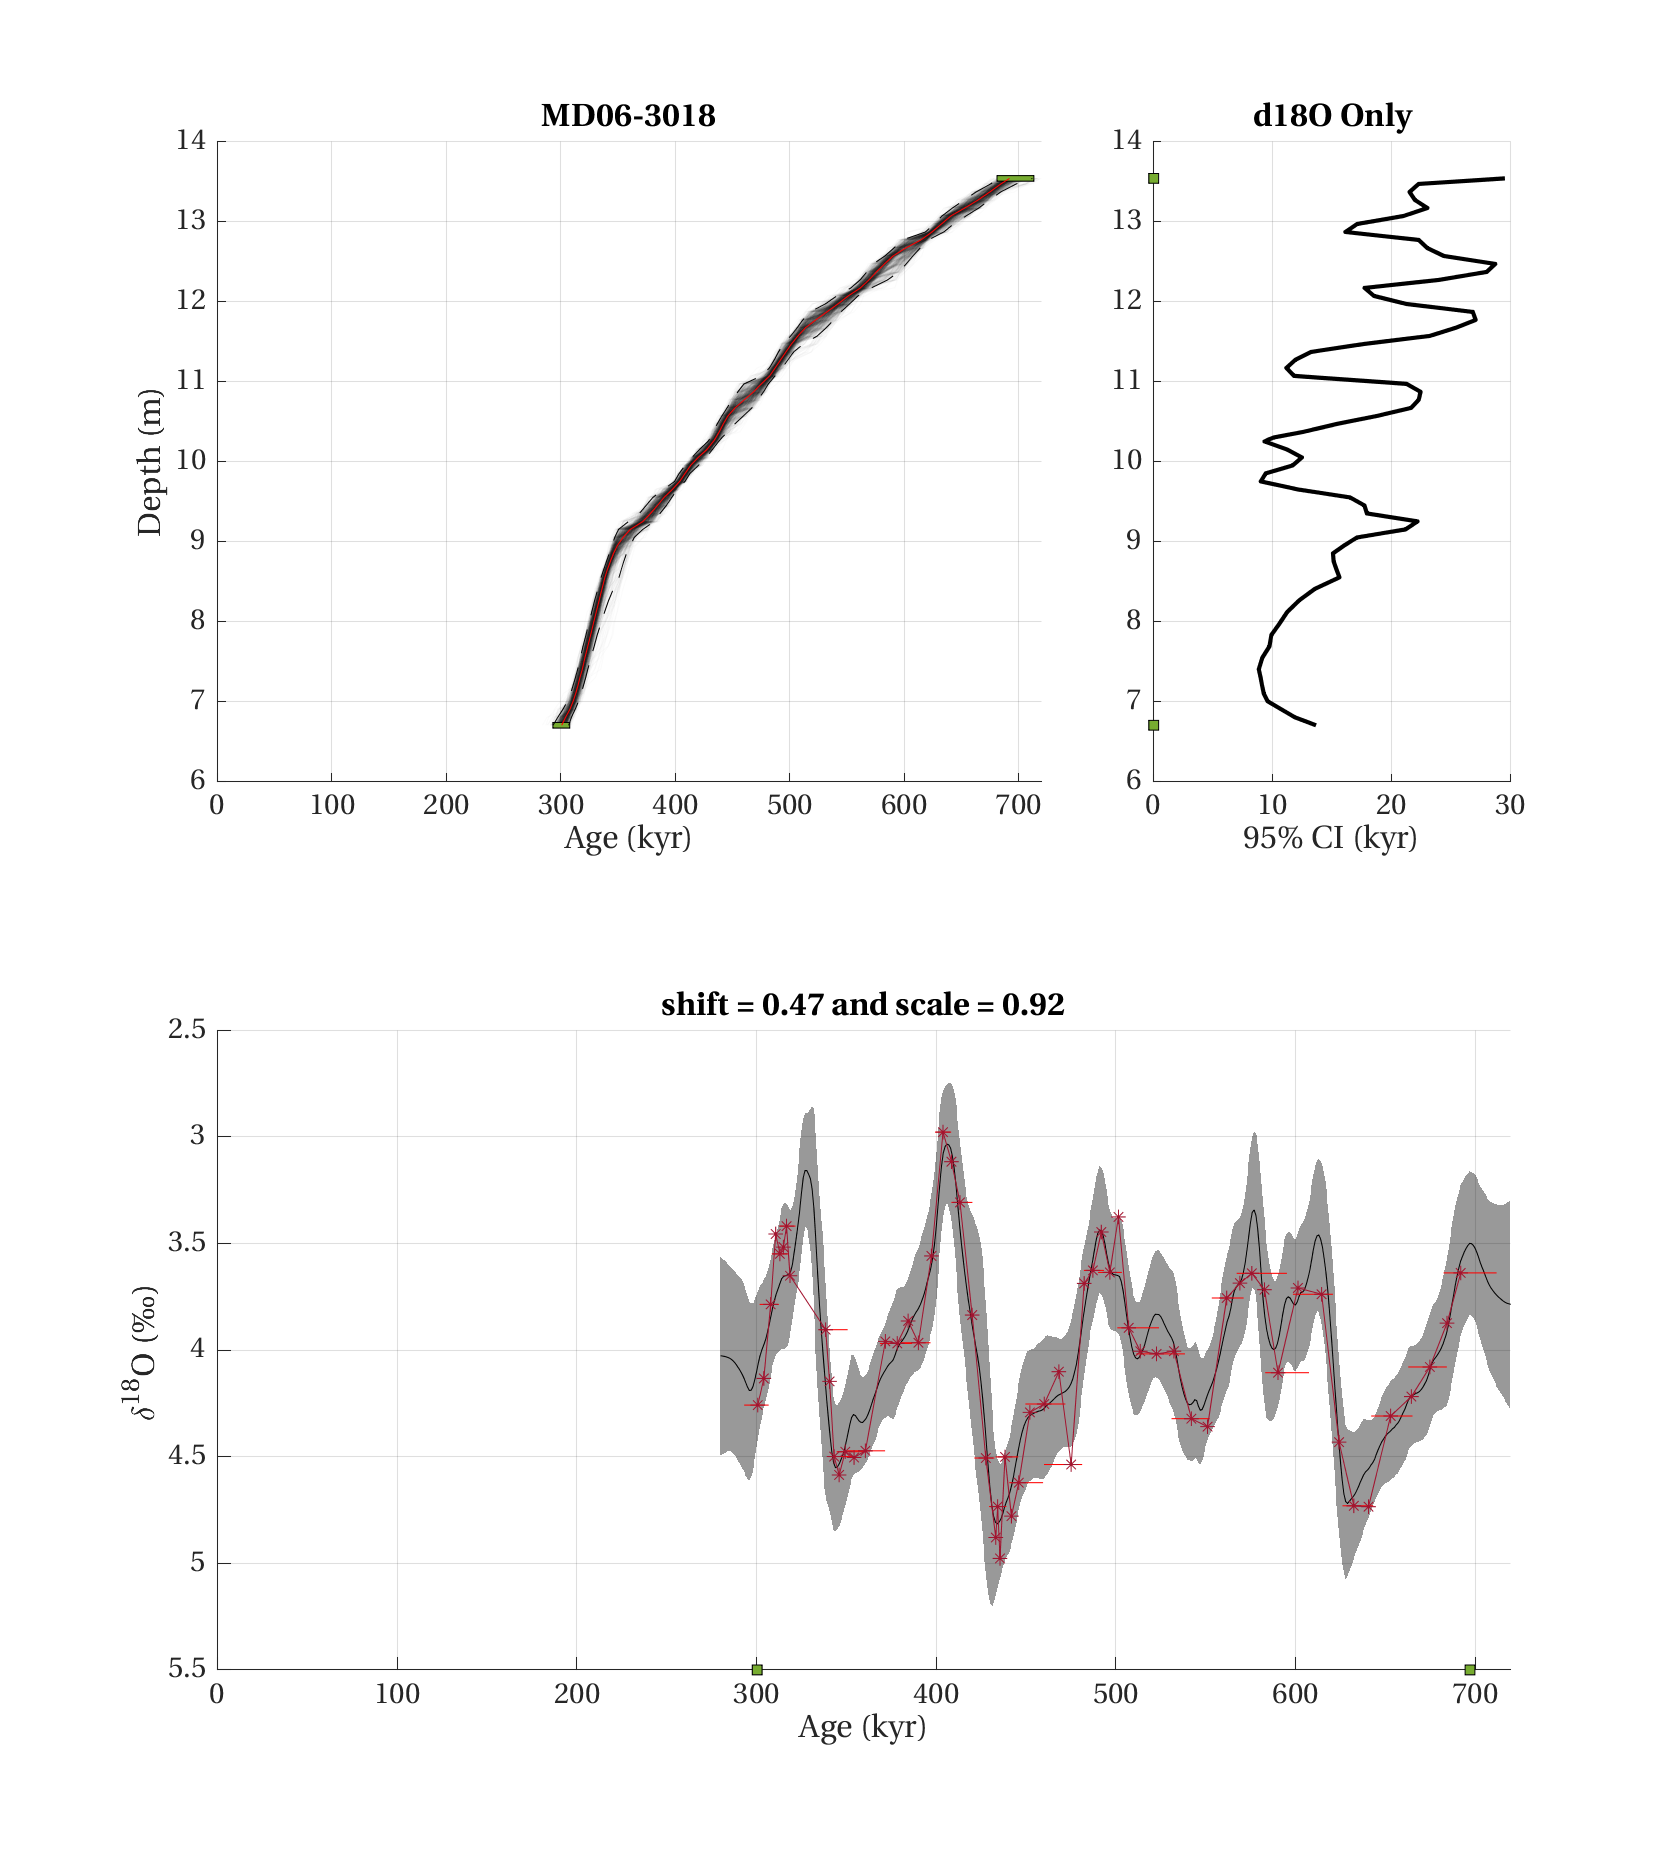 MD06-3018
14
13
12
11
10
9
8
7
6
Depth (m)
0 100 200 300 400 500 600 700
Age (kyr)
d18O Only
14
13
12
11
10
9
8
7
6
0 10 20 30
95% CI (kyr)
shift = 0.47 and scale = 0.92
2.5
3
3.5
4
4.5
5
5.5
δ18O (‰)
0 100 200 300 400 500 600 700
Age (kyr)